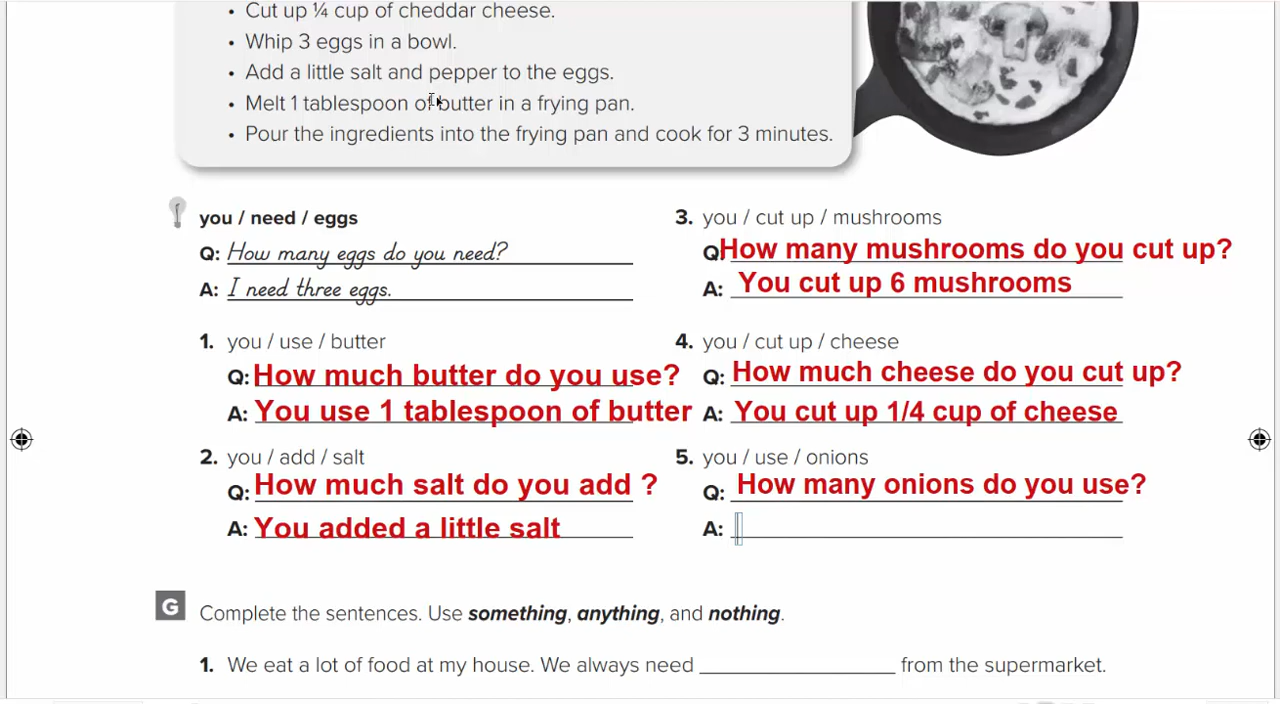 • Cut up ¼ cup of cheddar cheese.
• Whip 3 eggs in a bowl.
• Add a little salt and pepper to the eggs.
• Melt 1 tablespoon of butter in a frying pan.
• Pour the ingredients into the frying pan and cook for 3 minutes.
you / need / eggs
Q: How many eggs do you need?
A: I need three eggs.
1. you / use / butter
Q: How much butter do you use?
A: You use 1 tablespoon of butter
2. you / add / salt
Q: How much salt do you add ?
A: You added a little salt
3. you / cut up / mushrooms
Q: How many mushrooms do you cut up?
A: You cut up 6 mushrooms
4. you / cut up / cheese
Q: How much cheese do you cut up?
A: You cut up 1/4 cup of cheese
5. you / use / onions
Q: How many onions do you use?
A:
G Complete the sentences. Use something, anything, and nothing.
1. We eat a lot of food at my house. We always need ____________ from the supermarket.